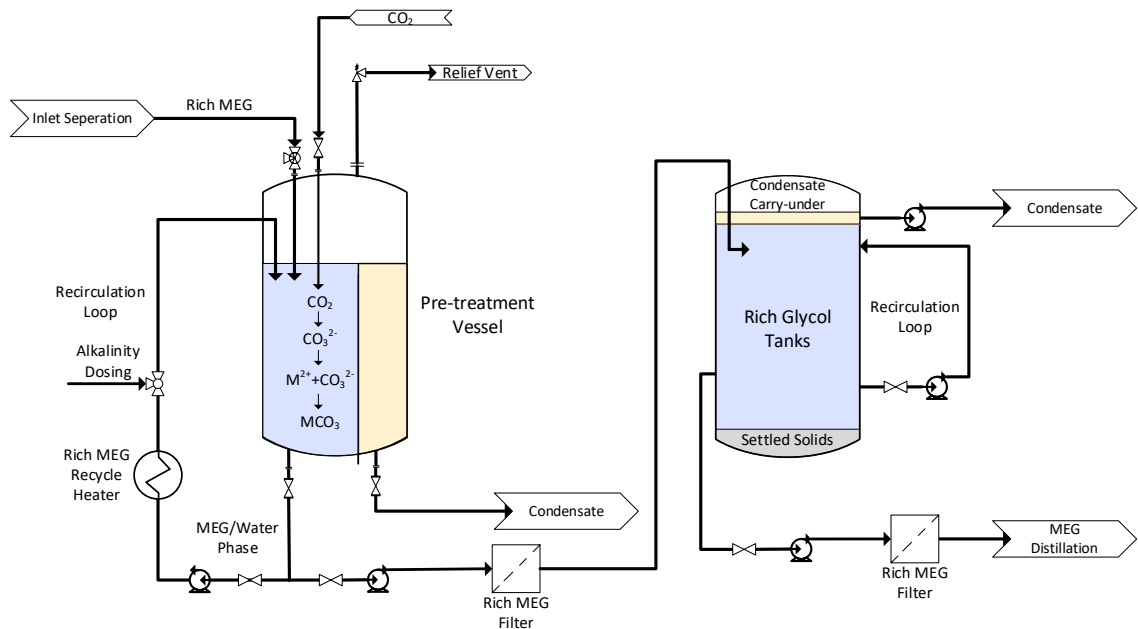 CO₂
Relief Vent
Rich MEG
Inlet Seperation
Condensate
Carry-under
Condensate
Recirculation
Loop
CO₂
CO₃²⁻
M²⁺+CO₃²⁻
MCO₃
Pre-treatment
Vessel
Rich Glycol
Tanks
Recirculation
Loop
Alkalinity
Dosing
Settled Solids
Rich MEG
Recycle
Heater
Condensate
MEG/Water
Phase
Rich MEG
Filter
MEG
Distillation
Rich MEG
Filter